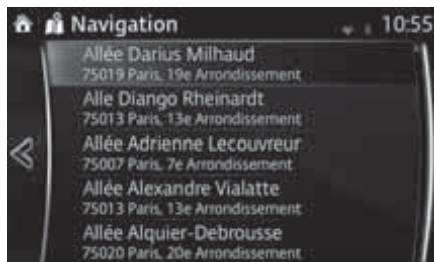 Navigation 10:55
Allée Darius Milhaud
75019 Paris, 19e Arrondissement
Alle Diango Rheinardt
75013 Paris, 13e Arrondissement
Allée Adrienne Lecouvreur
75007 Paris, 7e Arrondissement
Allée Alexandre Vialatte
75013 Paris, 13e Arrondissement
Allée Alquier-Debrousse
75020 Paris, 20e Arrondissement